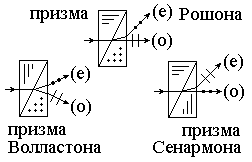 призма
(e)
Рошона
(o)
(e)
(o)
(e)
(o)
призма
Волластона
призма
Сенармона